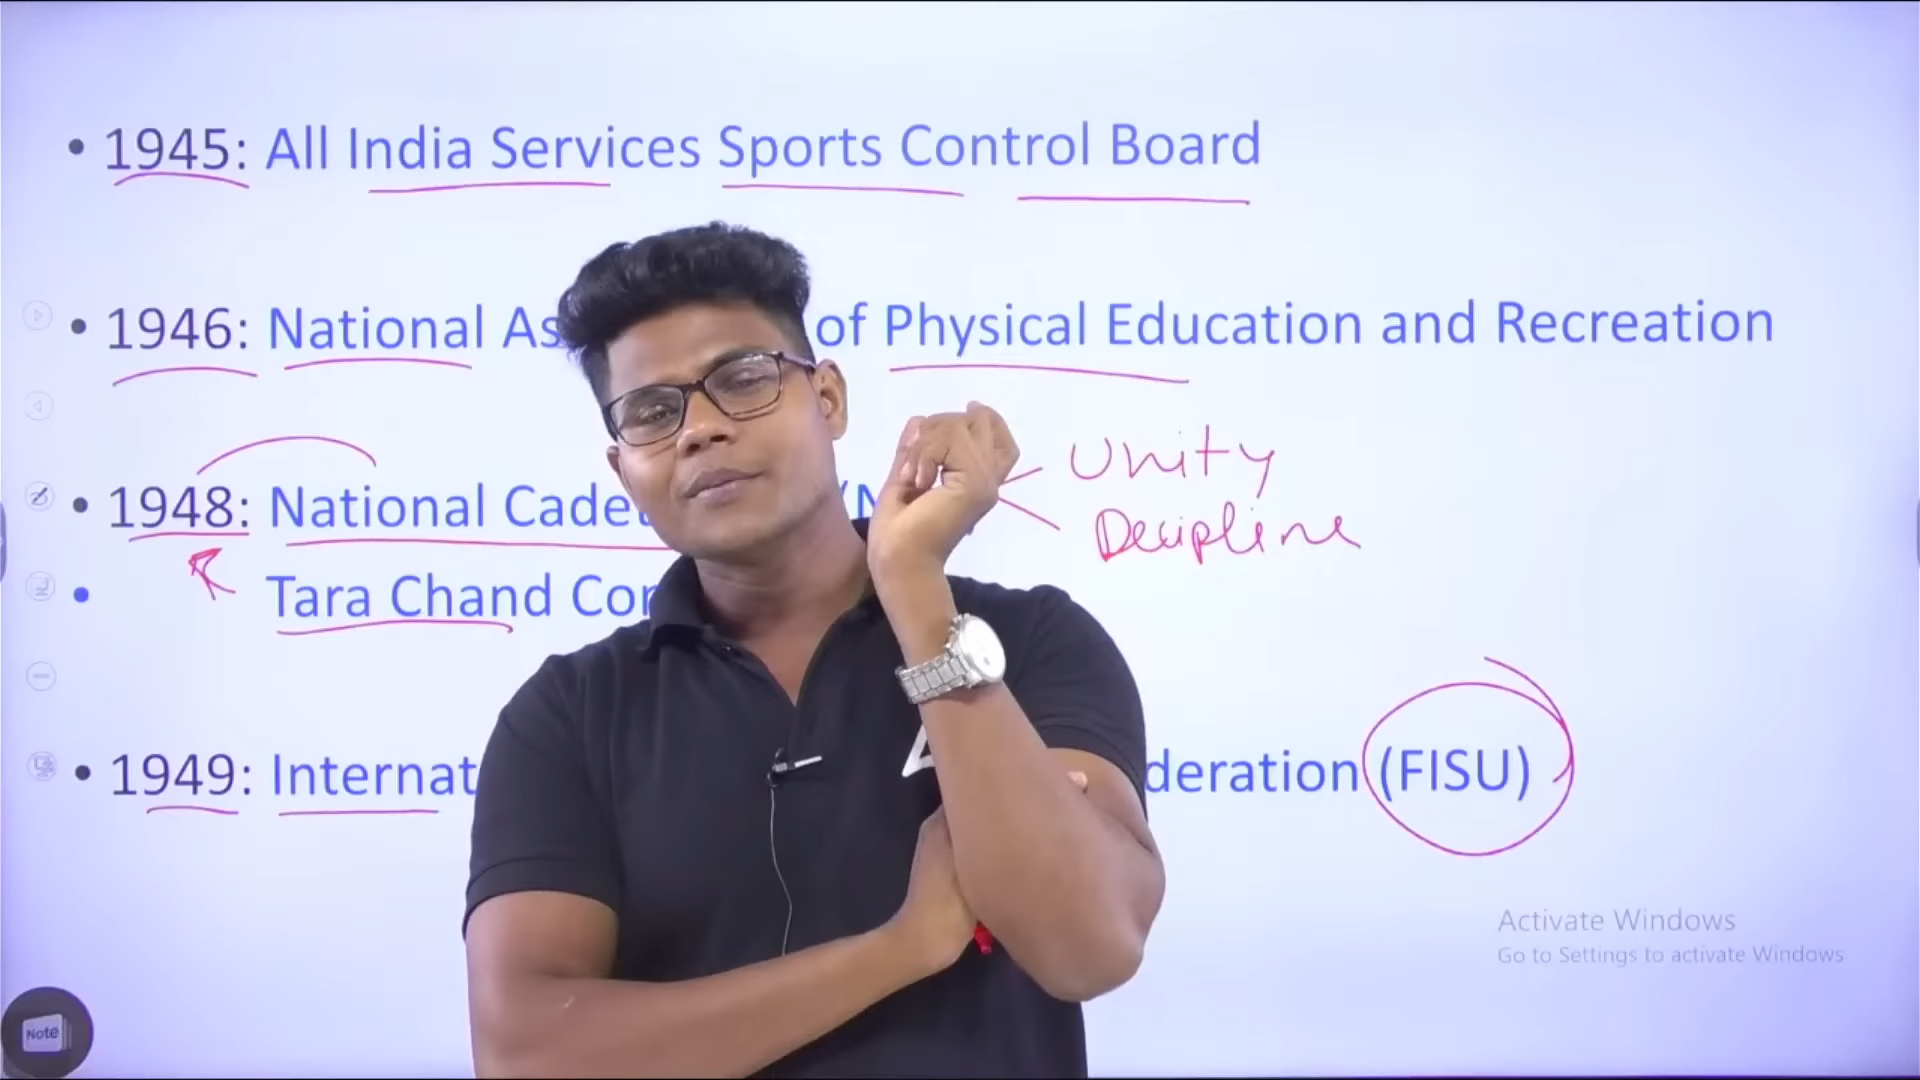 • 1945: All India Services Sports Control Board
• 1946: National As of Physical Education and Recreation
Unity
• 1948: National Cadet (N
Decipline
• Tara Chand Co
• 1949: Internat deration (FISU)
Activate Windows
Go to Settings to activate Windows
Note